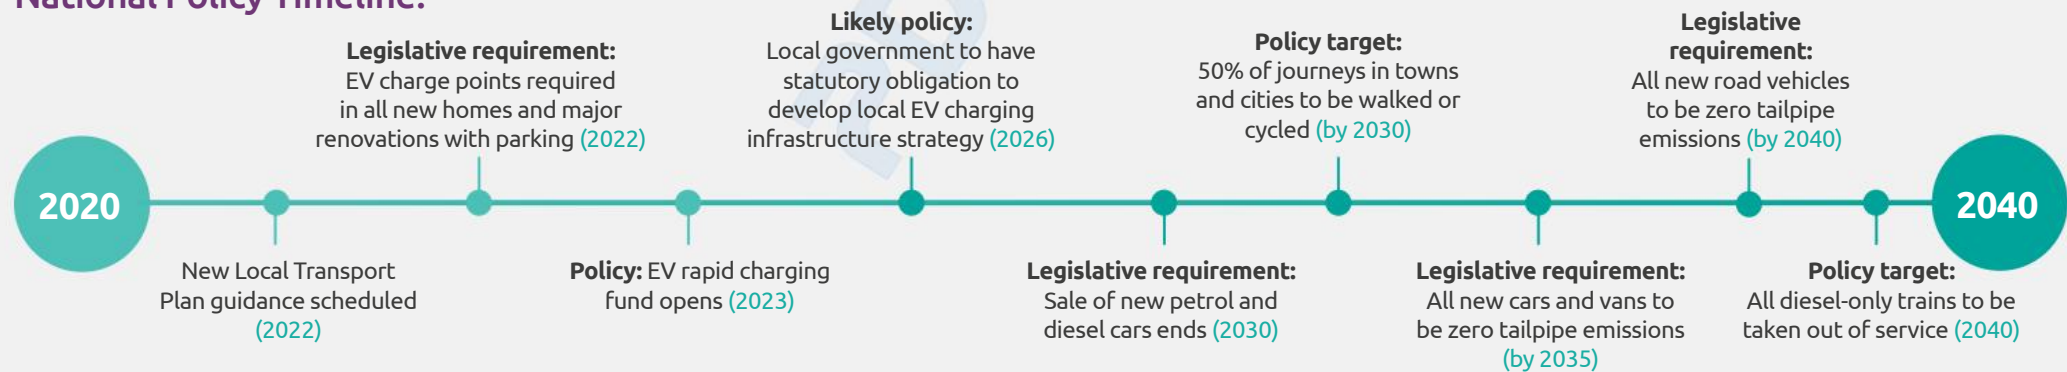 National Policy Timeline:
2020
New Local Transport
Plan guidance scheduled
(2022)
Legislative requirement:
EV charge points required
in all new homes and major
renovations with parking (2022)
Policy: EV rapid charging
fund opens (2023)
Likely policy:
Local government to have
statutory obligation to
develop local EV charging
infrastructure strategy (2026)
Legislative requirement:
Sale of new petrol and
diesel cars ends (2030)
Policy target:
50% of journeys in towns
and cities to be walked or
cycled (by 2030)
Legislative requirement:
All new cars and vans to
be zero tailpipe emissions
(by 2035)
Legislative
requirement:
All new road vehicles
to be zero tailpipe
emissions (by 2040)
Policy target:
All diesel-only trains to be
taken out of service (2040)
2040